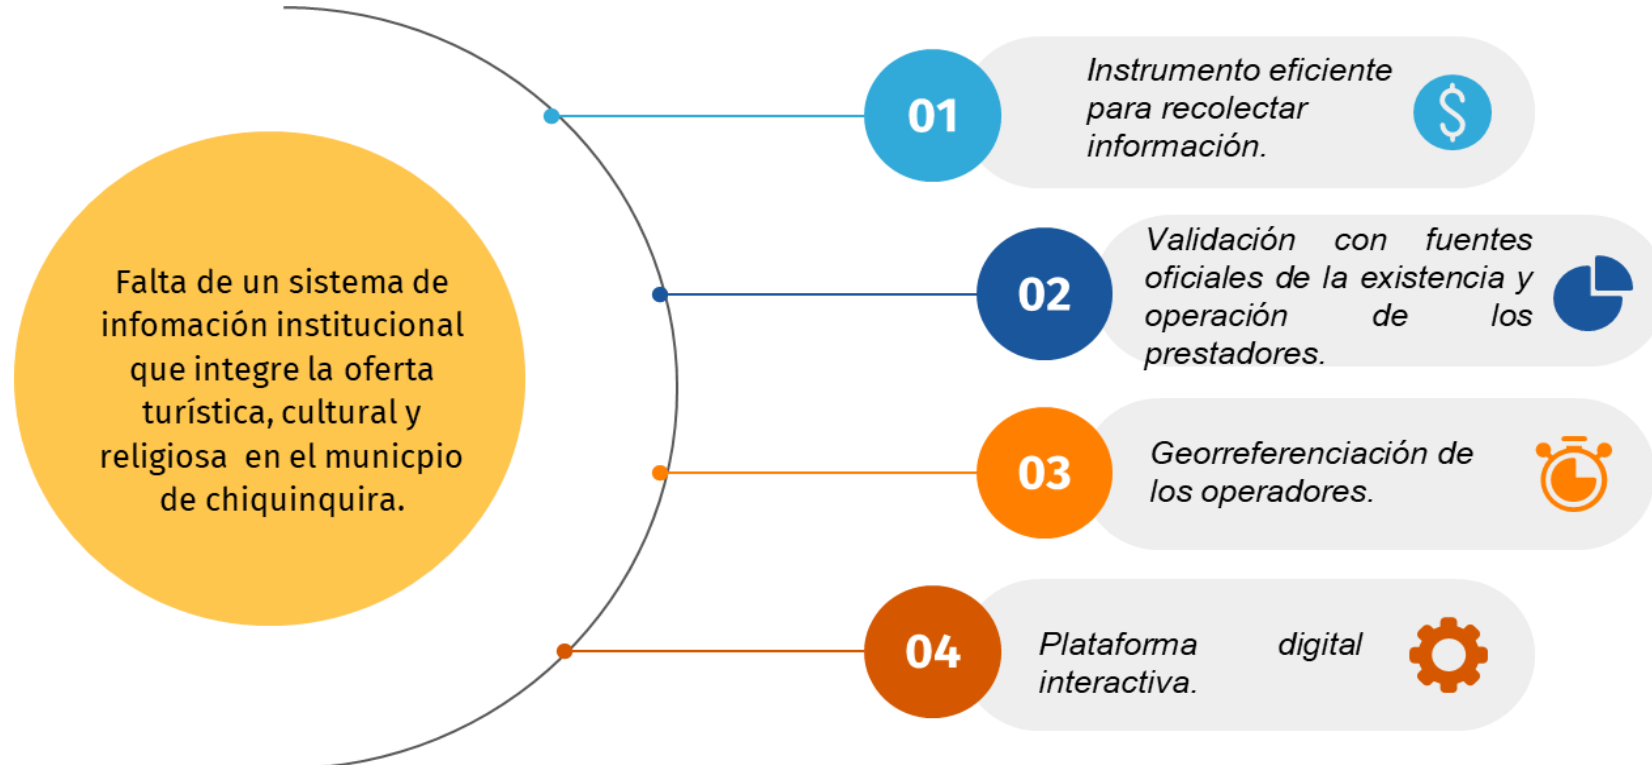 Falta de un sistema de
infomación institucional
que integre la oferta
turística, cultural y
religiosa en el municpio
de chiquinquira.
01
Instrumento eficiente
para recolectar
información.
02
Validación con fuentes
oficiales de la existencia y
operación de los
prestadores.
03
Georreferenciación de
los operadores.
04
Plataforma digital
interactiva.